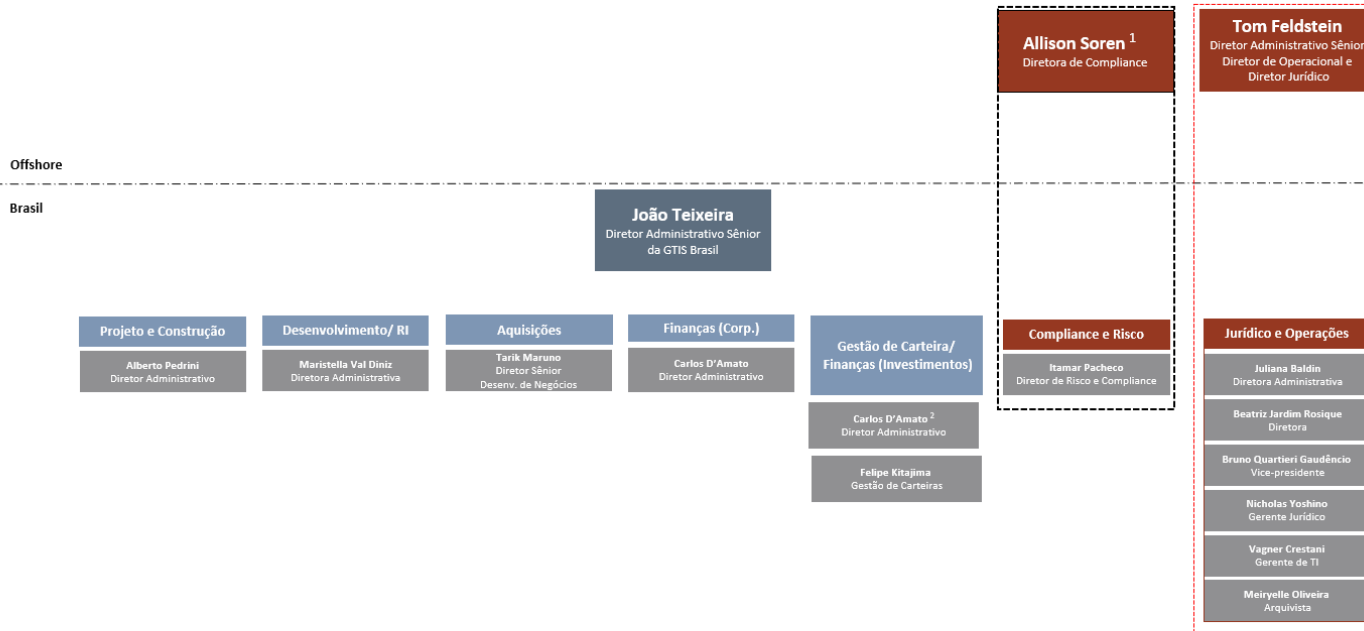 Allison Soren 1
Diretora de Compliance
Tom Feldstein
Diretor Administrativo Sênior
Diretor de Operacional e
Diretor Jurídico
Offshore
Brasil
João Teixeira
Diretor Administrativo Sênior
da GTIS Brasil
Projeto e Construção
Alberto Pedrini
Diretor Administrativo
Desenvolvimento/ RI
Maristella Val Diniz
Diretora Administrativa
Aquisições
Tarik Maruno
Diretor Sênior
Desenv. de Negócios
Finanças (Corp.)
Carlos D'Amato
Diretor Administrativo
Gestão de Carteira/
Finanças (Investimentos)
Carlos D'Amato 2
Diretor Administrativo
Felipe Kitajima
Gestão de Carteiras
Compliance e Risco
Itamar Pacheco
Diretor de Risco e Compliance
Jurídico e Operações
Juliana Baldin
Diretora Administrativa
Beatriz Jardim Rosique
Diretora
Bruno Quartieri Gaudêncio
Vice-presidente
Nicholas Yoshino
Gerente Jurídico
Vagner Crestani
Gerente de TI
Meiryelle Oliveira
Arquivista